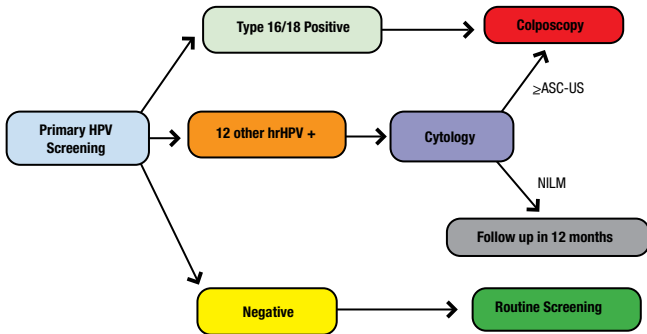 Type 16/18 Positive
Colposcopy
≥ASC-US
Primary HPV
Screening
12 other hrHPV +
Cytology
NILM
Follow up in 12 months
Negative
Routine Screening